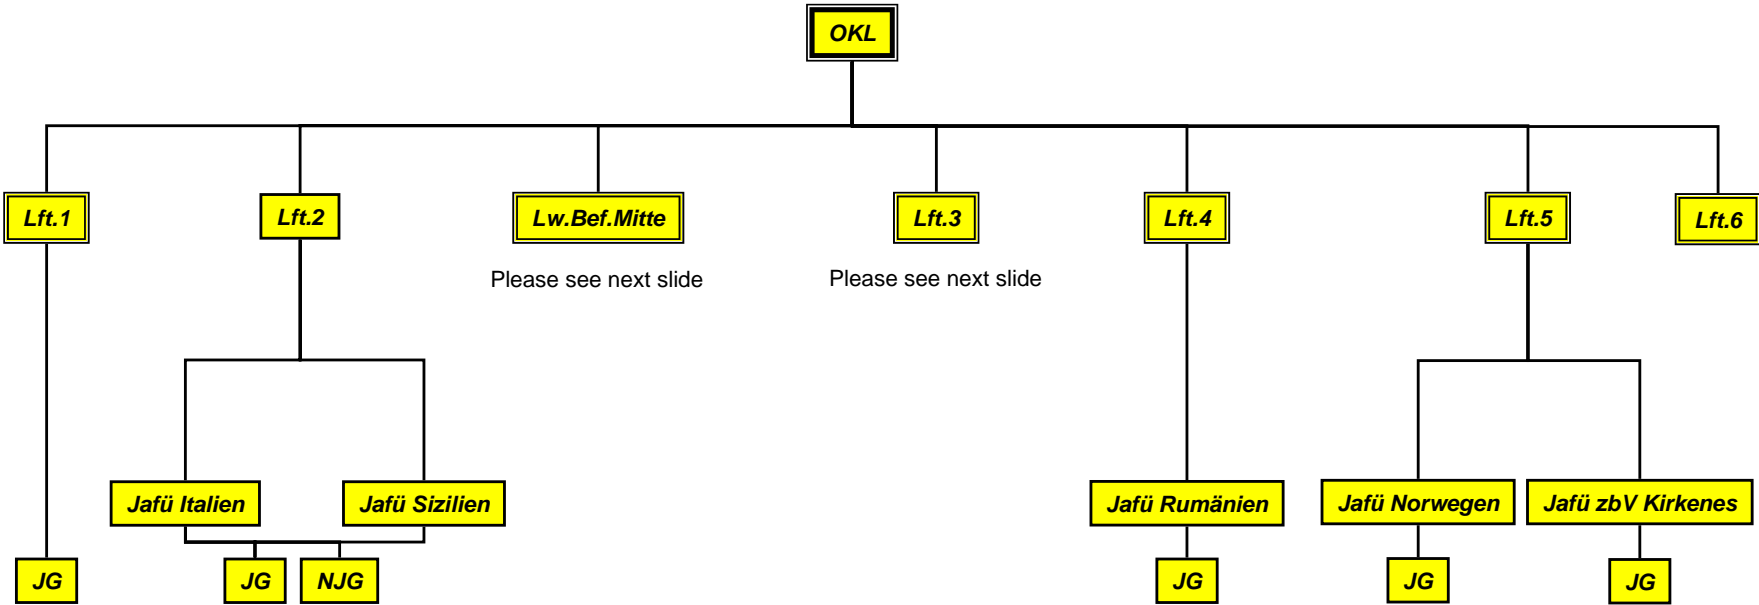 OKL
Lft.1
Lft.2
Lw.Bef.Mitte
Lft.3
Lft.4
Lft.5
Lft.6
Please see next slide
Please see next slide
Jafü Italien
Jafü Sizilien
Jafü Rumänien
Jafü Norwegen
Jafü zbV Kirkenes
JG
JG
NJG
JG
JG
JG